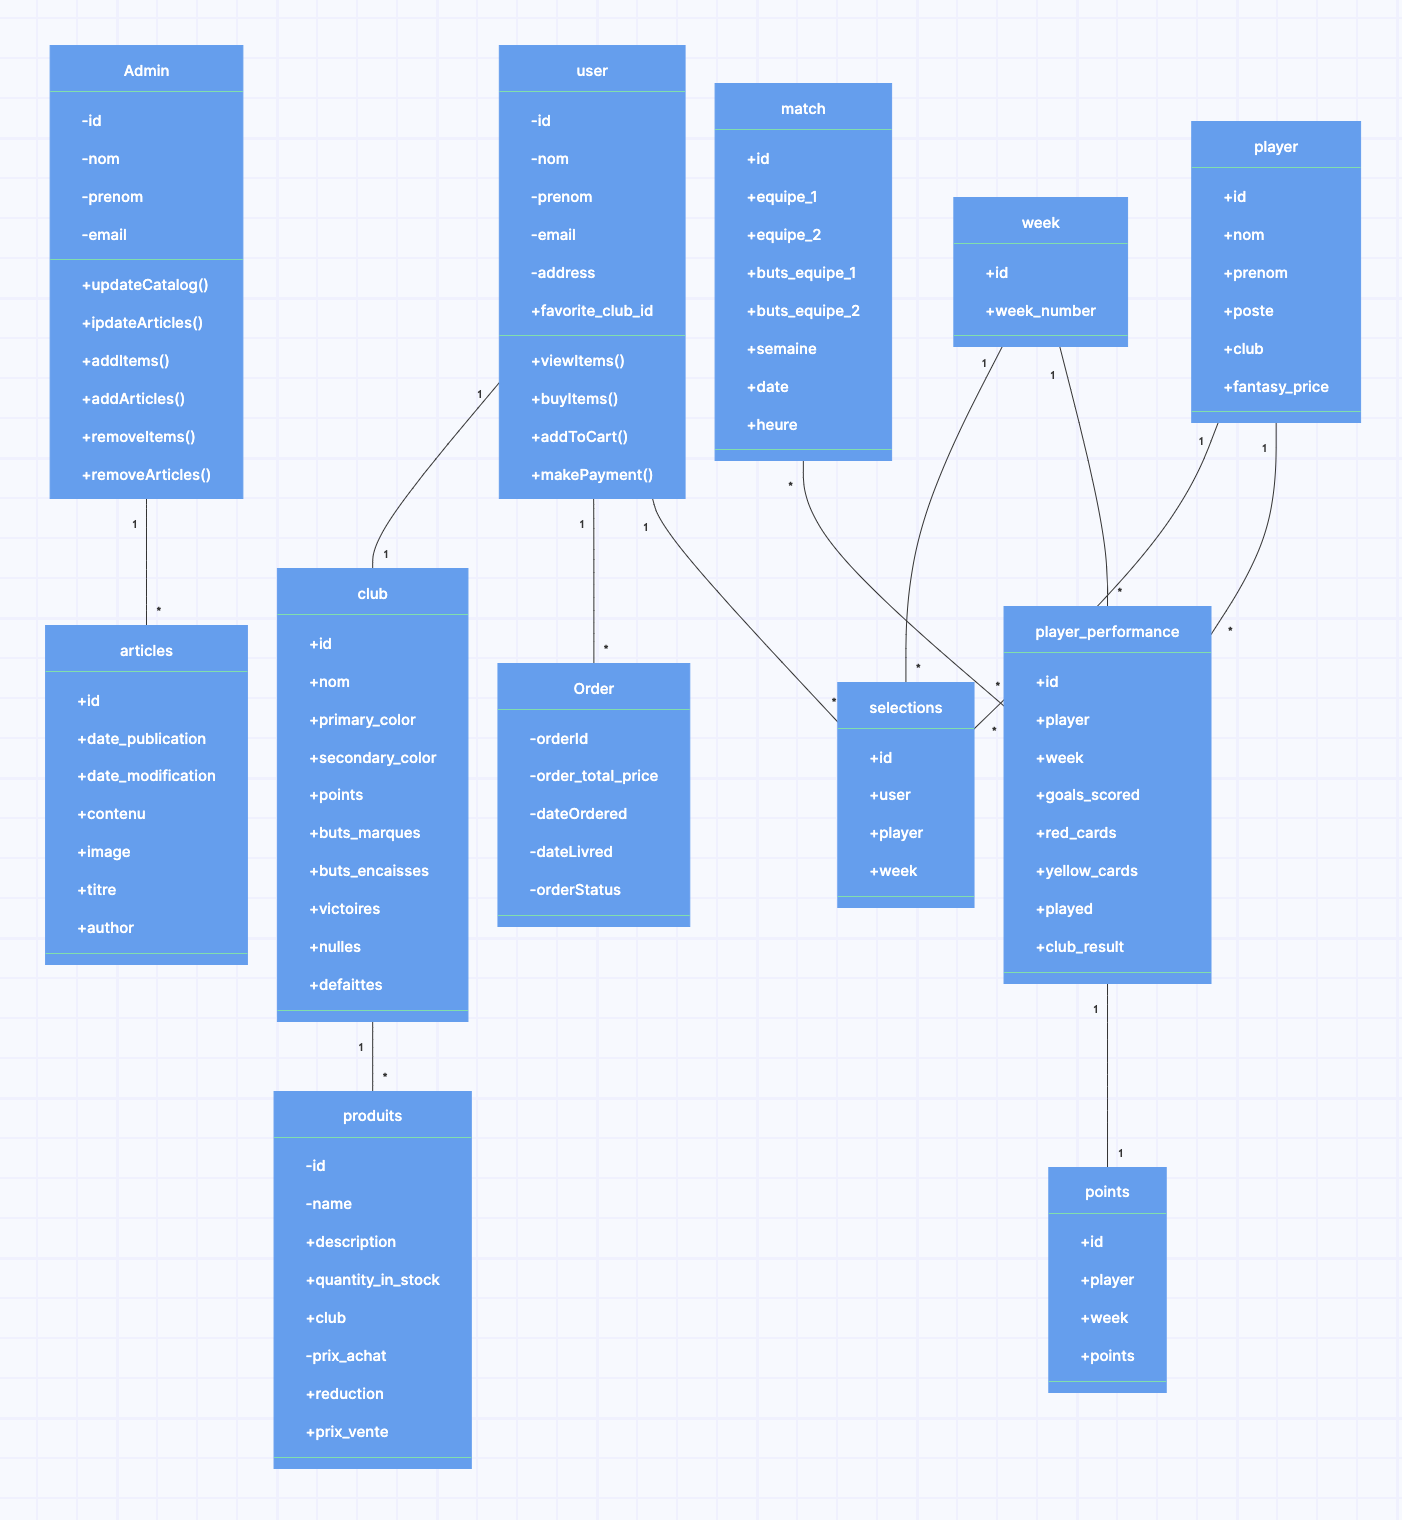 Admin
-id
-nom
-prenom
-email
+updateCatalog()
+ipdateArticles()
+addItems()
+addArticles()
+removeItems()
+removeArticles()
1
*
articles
+id
+date_publication
+date_modification
+contenu
+image
+titre
+author
user
-id
-nom
-prenom
-email
-address
+favorite_club_id
+viewItems()
+buyItems()
+addToCart()
+makePayment()
1
1
1
1
*
*
club
+id
+nom
+primary_color
+secondary_color
+points
+buts_marques
+buts_encaisses
+victoires
+nulles
+defaittes
1
*
produits
-id
-name
+description
+quantity_in_stock
+club
-prix_achat
+reduction
+prix_vente
Order
-orderId
-order_total_price
-dateOrdered
-dateLivred
-orderStatus
match
+id
+equipe_1
+equipe_2
+buts_equipe_1
+buts_equipe_2
+semaine
+date
+heure
*
*
week
+id
+week_number
1
1
*
*
player
+id
+nom
+prenom
+poste
+club
+fantasy_price
1
1
*
*
selections
+id
+user
+player
+week
player_performance
+id
+player
+week
+goals_scored
+red_cards
+yellow_cards
+played
+club_result
1
1
points
+id
+player
+week
+points